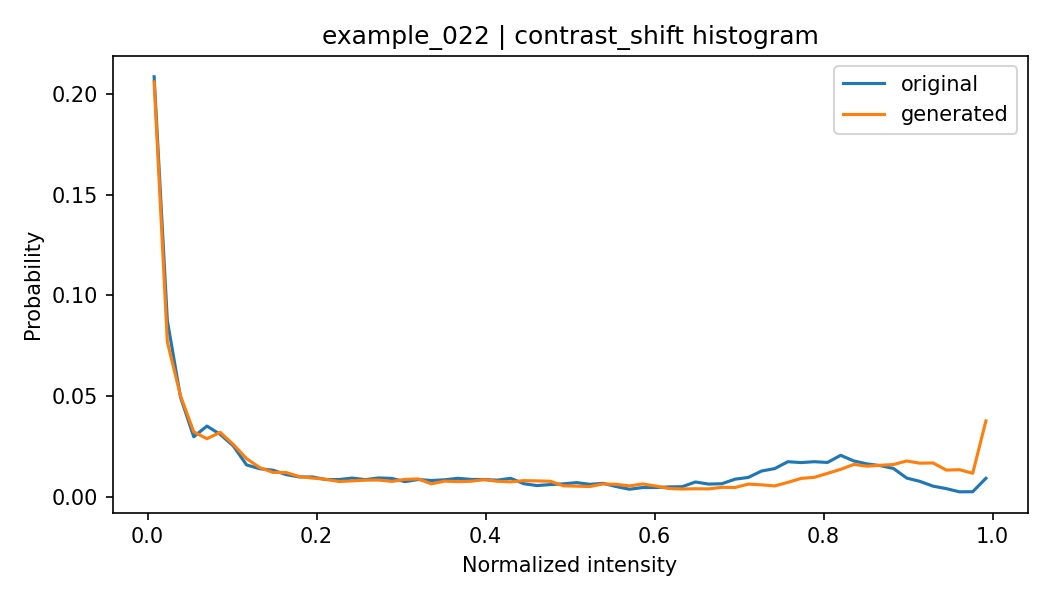 example_022 | contrast_shift histogram
original
generated
Probability
0.20
0.15
0.10
0.05
0.00
0.0 0.2 0.4 0.6 0.8 1.0
Normalized intensity